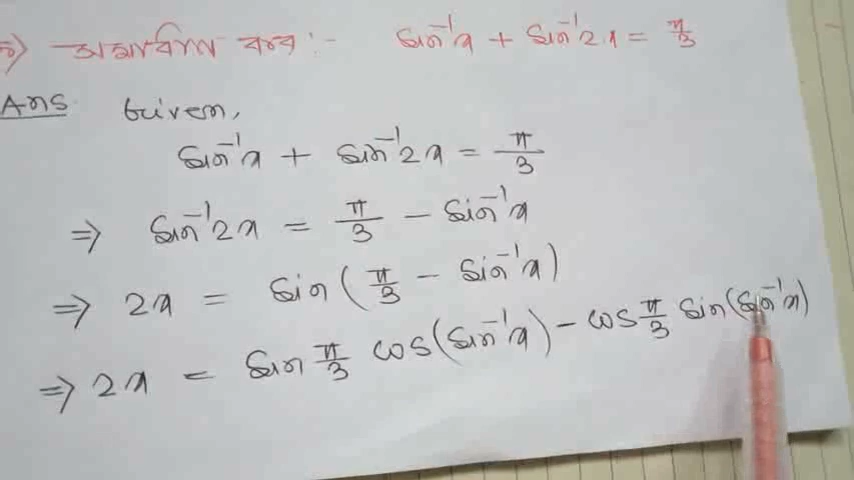 সমাধান কৰা :- sin⁻¹x + sin⁻¹2x = π/3
Ans Given,
sin⁻¹x + sin⁻¹2x = π/3
⇒ sin⁻¹2x = π/3 − sin⁻¹x
⇒ 2x = sin(π/3 − sin⁻¹x)
⇒ 2x = sin π/3 cos(sin⁻¹x) − cos π/3 sin(sin⁻¹x)